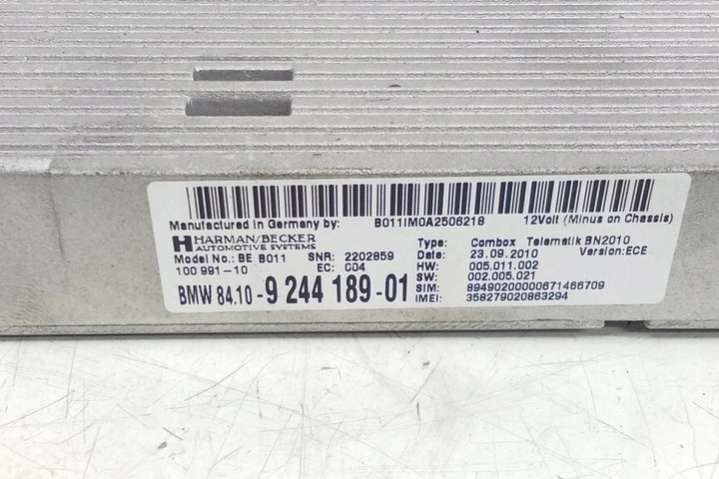 Manufactured in Germany by: B011IM0A2506218 12Volt (Minus on Chassis)
HARMAN/BECKER
AUTOMOTIVE SYSTEMS
Type: Combox Telematik BN2010
Model No.: BE B011 SNR: 2202859 Date: 23.09.2010 Version:ECE
100 991-10 EC: C04 HW: 005.011.002
SW: 002.005.021
BMW 84.10-9 244 189-01 SIM: 89490200000671466709
IMEI: 358279020863294